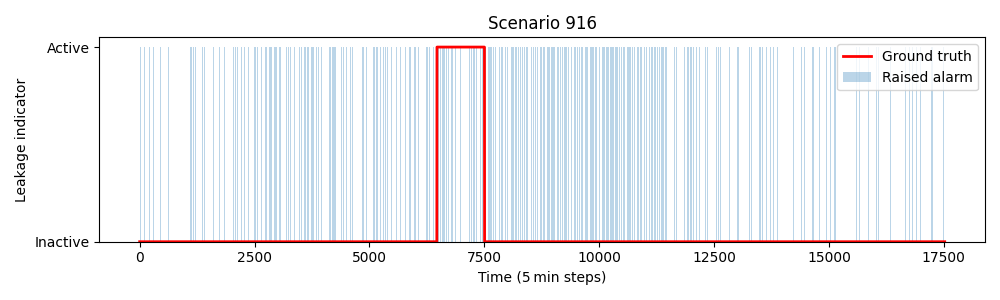 Scenario 916
Active
Inactive
Leakage indicator
Ground truth
Raised alarm
0 2500 5000 7500 10000 12500 15000 17500
Time (5 min steps)